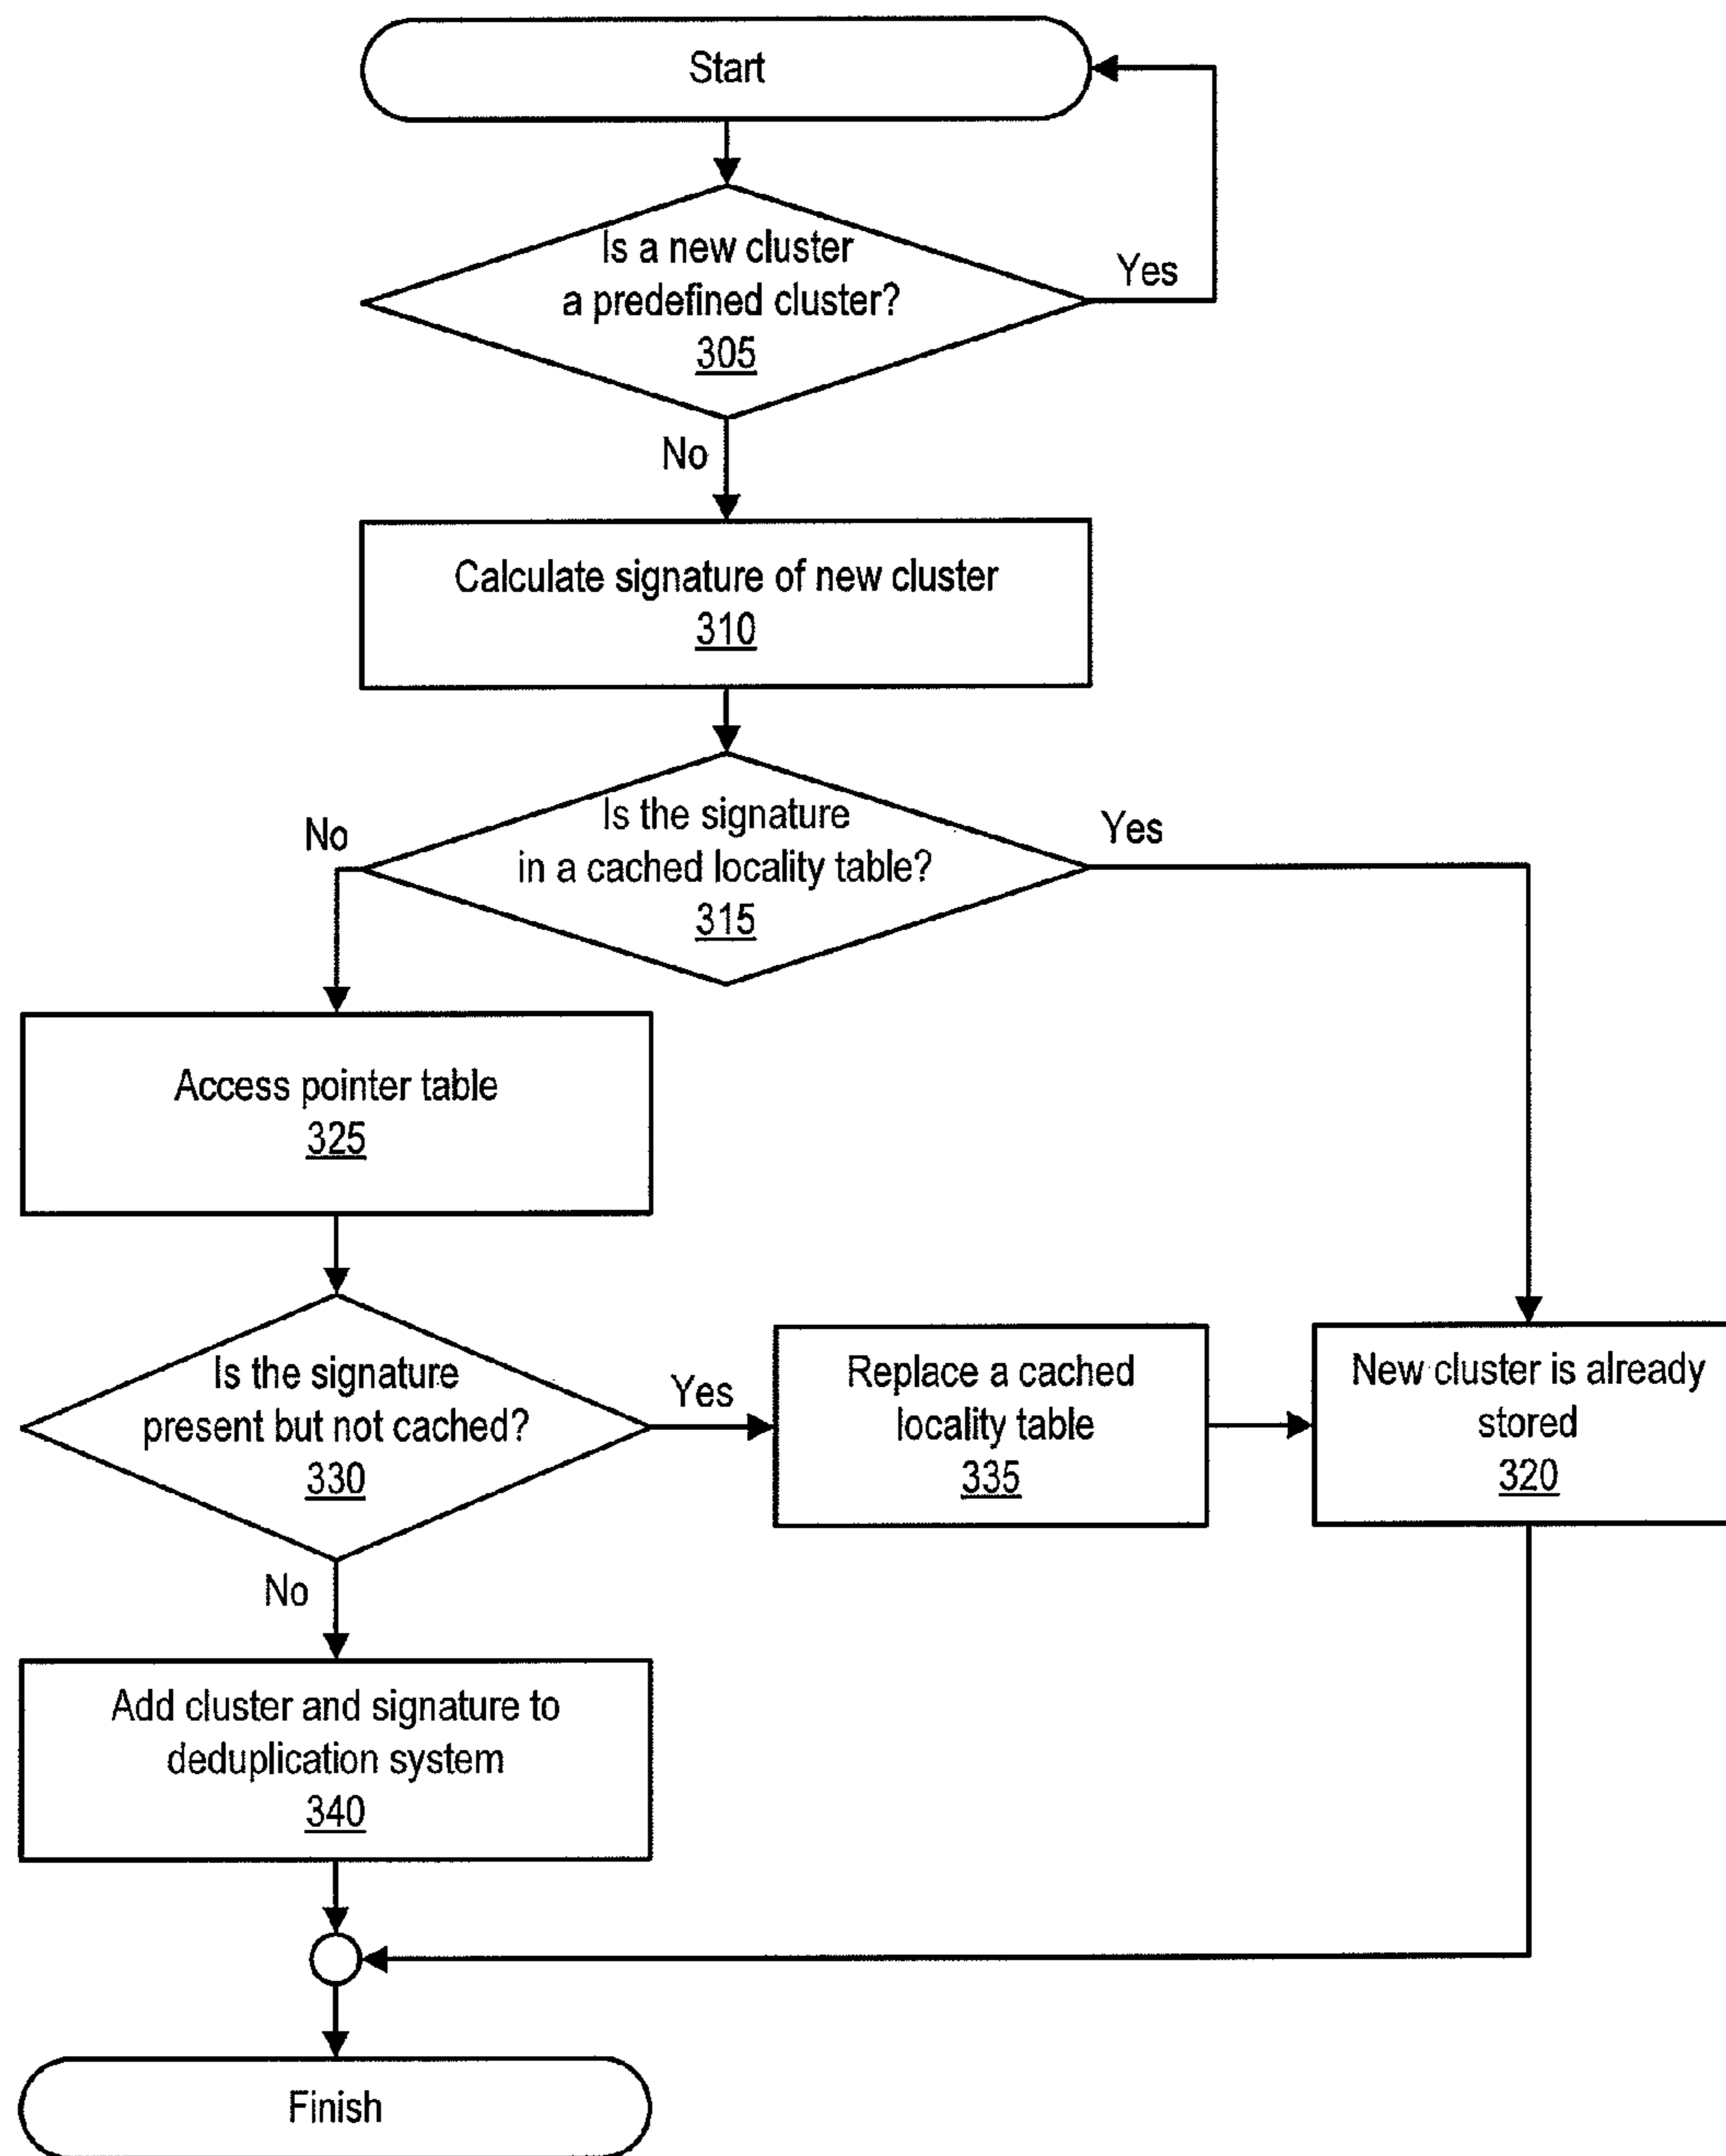 Start
Is a new cluster
a predefined cluster?
305
Yes
No
Calculate signature of new cluster
310
Is the signature
in a cached locality table?
315
No
Yes
Access pointer table
325
Is the signature
present but not cached?
330
Yes
Replace a cached
locality table
335
New cluster is already
stored
320
No
Add cluster and signature to
deduplication system
340
Finish